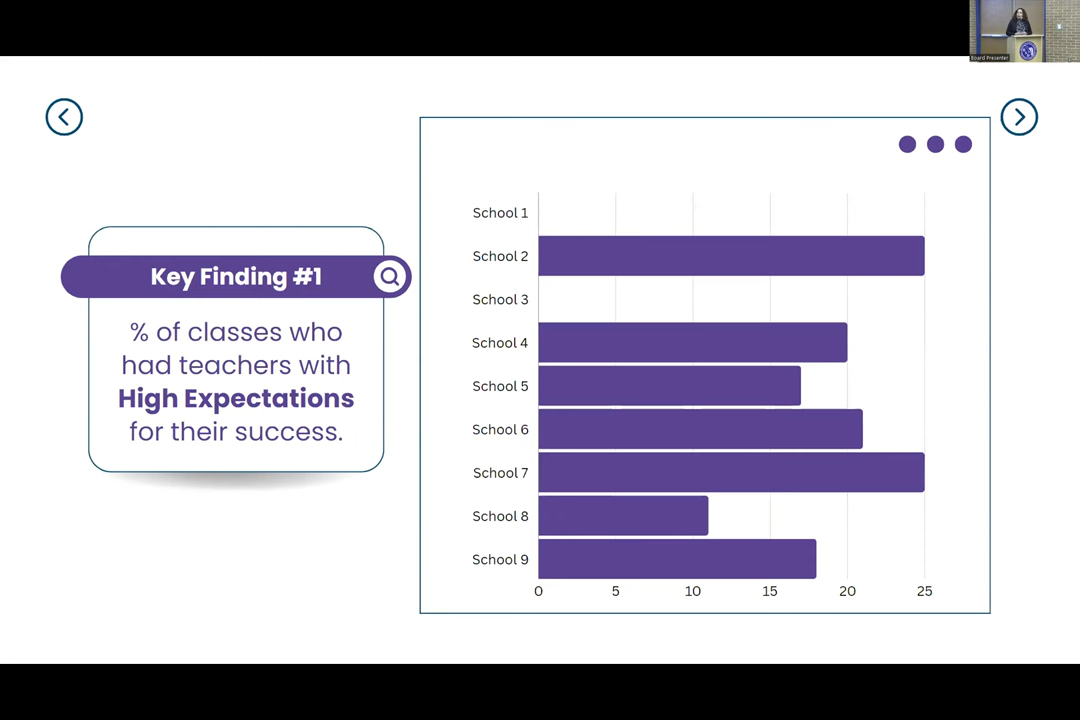 Board Presenter
Key Finding #1
% of classes who
had teachers with
High Expectations
for their success.
School 1
School 2
School 3
School 4
School 5
School 6
School 7
School 8
School 9
0 5 10 15 20 25